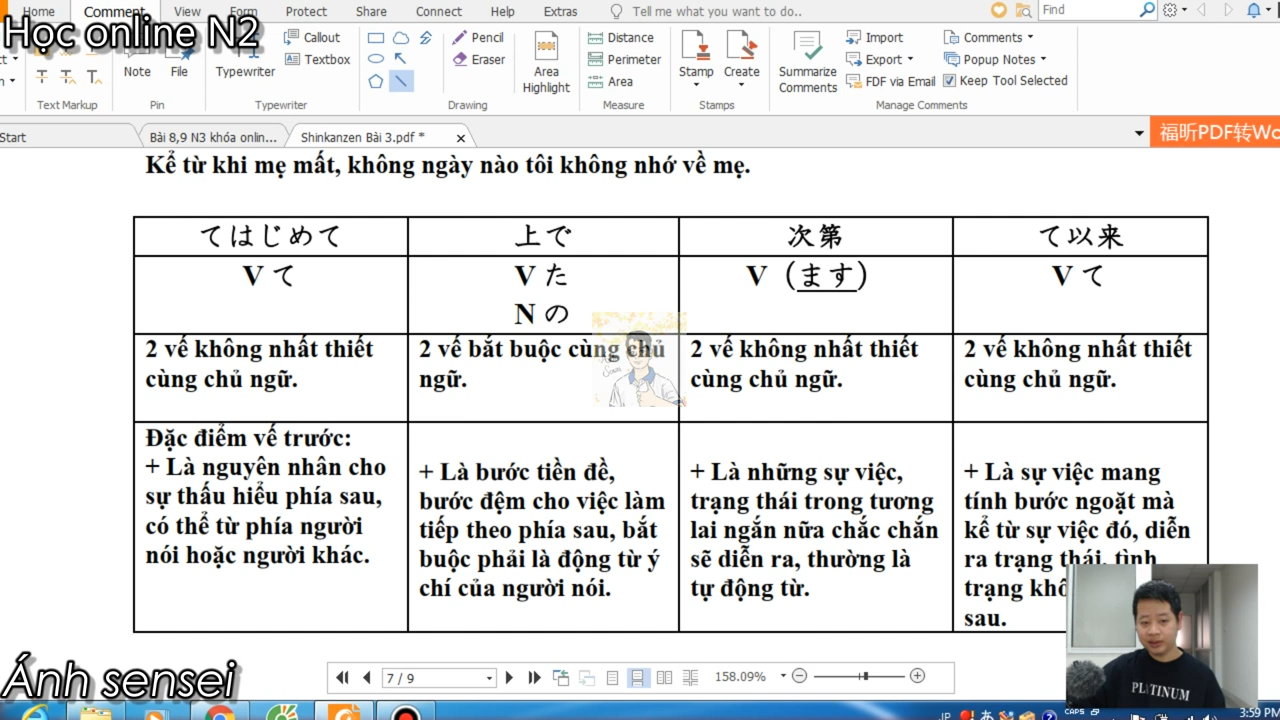 Home Comment View Form Protect Share Connect Help Extras Tell me what you want to do.. Find
Học online N2
Callout Pencil Distance Import Comments
Textbox Eraser Perimeter Export Popup Notes
Note File Typewriter Area Highlight Area Stamp Create Summarize Comments FDF via Email Keep Tool Selected
Text Markup Pin Typewriter Drawing Measure Stamps Manage Comments
Start Bài 8,9 N3 khóa onlin... Shinkanzen Bài 3.pdf * 福昕PDF转Wo
Kể từ khi mẹ mất, không ngày nào tôi không nhớ về mẹ.
てはじめて 上で 次第 て以来
V て V た V（ます） V て
N の
2 vế không nhất thiết 2 vế bắt buộc cùng chủ 2 vế không nhất thiết 2 vế không nhất thiết
cùng chủ ngữ. ngữ. cùng chủ ngữ. cùng chủ ngữ.
Đặc điểm vế trước:
+ Là nguyên nhân cho + Là bước tiền đề, + Là những sự việc, + Là sự việc mang
sự thấu hiểu phía sau, bước đệm cho việc làm trạng thái trong tương tính bước ngoặt mà
có thể từ phía người tiếp theo phía sau, bắt lai ngắn nữa chắc chắn kể từ sự việc đó, diễn
nói hoặc người khác. buộc phải là động từ ý sẽ diễn ra, thường là ra trạng thái, tình
chí của người nói. tự động từ. trạng
sau.
PLATINUM
Ánh sensei
7 / 9 158.09%
JP あ CAPS 3:59 PM